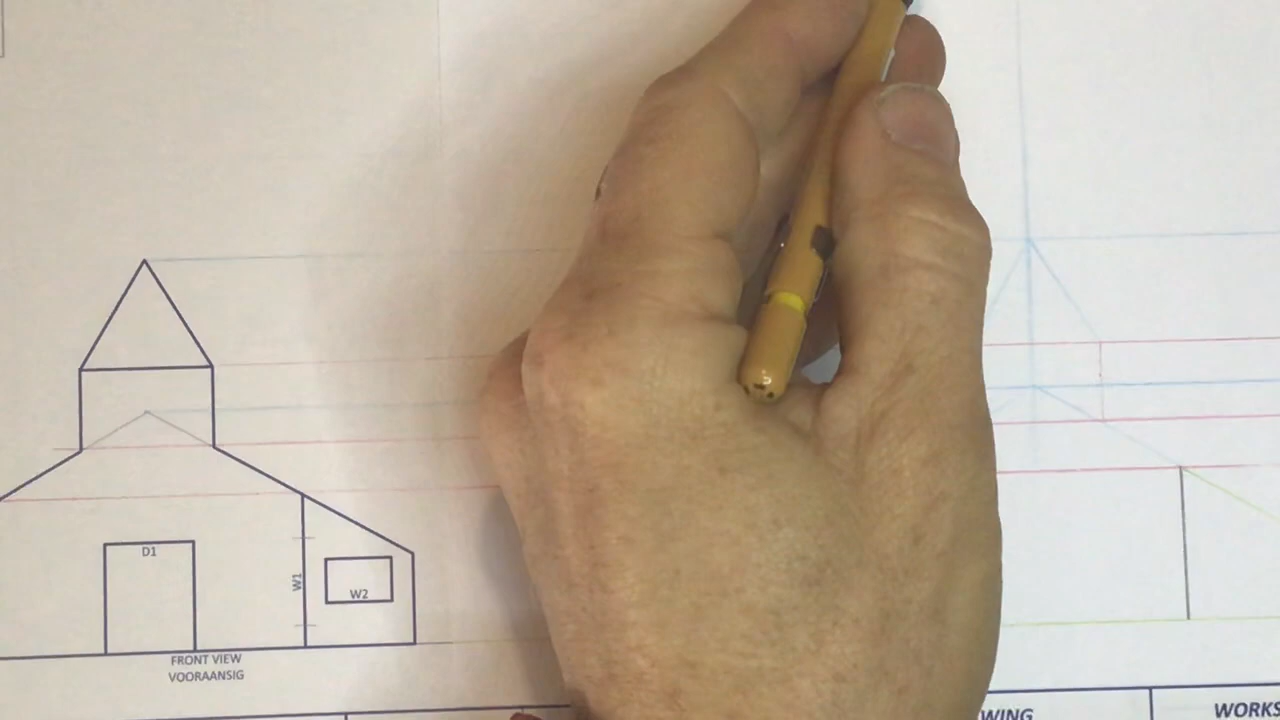 D1
W1
W2
FRONT VIEW
VOORAANSIG
WING
WORKS